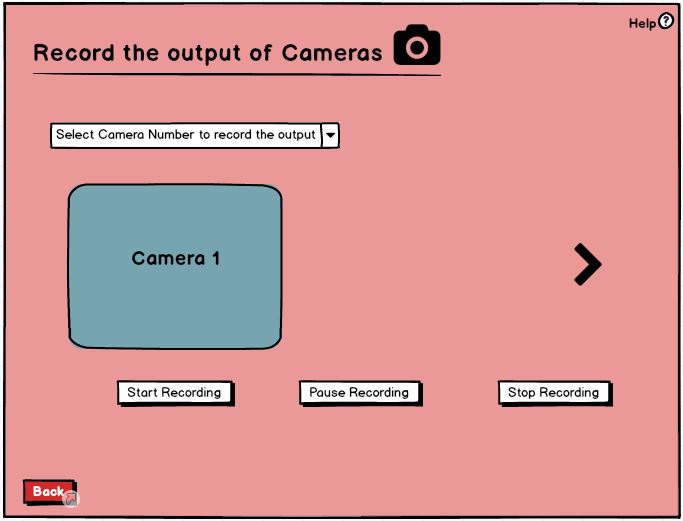 Help ?
Record the output of Cameras
Select Camera Number to record the output
Camera 1
Start Recording
Pause Recording
Stop Recording
Back